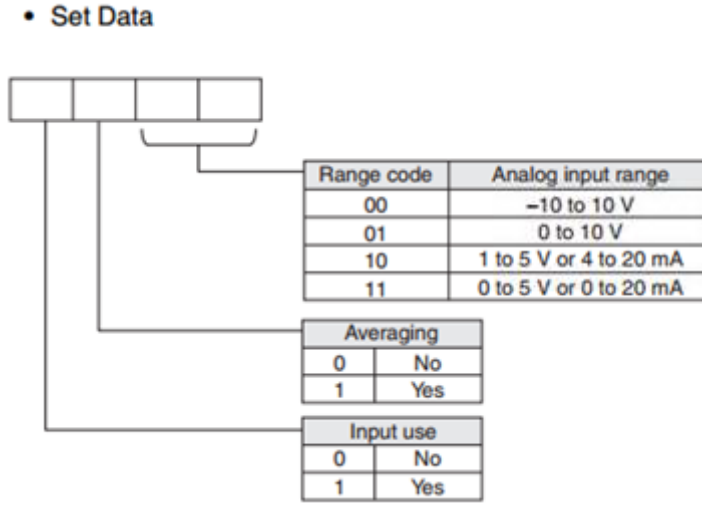 • Set Data
Range code Analog input range
00 –10 to 10 V
01 0 to 10 V
10 1 to 5 V or 4 to 20 mA
11 0 to 5 V or 0 to 20 mA
Averaging
0 No
1 Yes
Input use
0 No
1 Yes